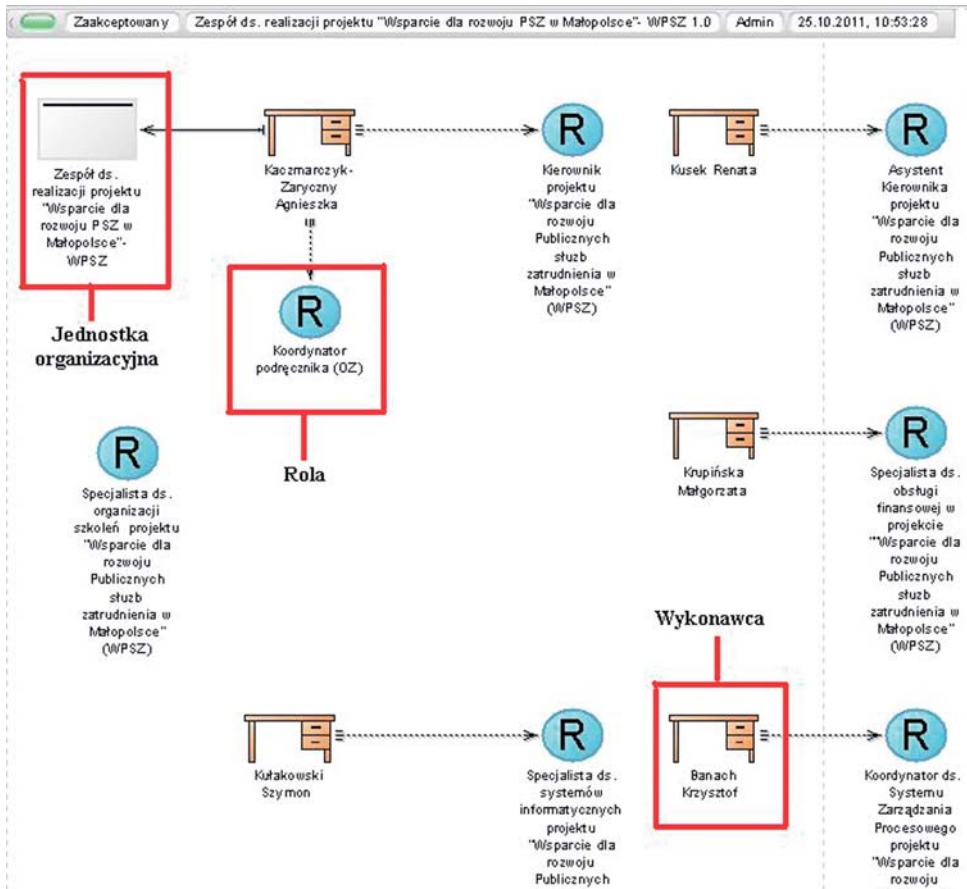 Zaakceptowany Zespół ds. realizacji projektu "Wsparcie dla rozwoju PSZ w Małopolsce"- WPSZ 1.0 Admin 25.10.2011, 10:53:28
Zespół ds.
realizacji projektu
"Wsparcie dla
rozwoju PSZ w
Małopolsce"-
WPSZ
Jednostka
organizacyjna
Kaczmarczyk-
Zaryczny
Agnieszka
R
Kierownik
projektu
"Wsparcie dla
rozwoju
Publicznych
służb
zatrudnienia w
Małopolsce"
(WPSZ)
Kusek Renata
R
Asystent
Kierownika
projektu
"Wsparcie dla
rozwoju
Publicznych
służb
zatrudnienia w
Małopolsce"
(WPSZ)
R
Koordynator
podręcznika (OZ)
Rola
R
Specjalista ds.
organizacji
szkoleń projektu
"Wsparcie dla
rozwoju
Publicznych
służb
zatrudnienia w
Małopolsce"
(WPSZ)
Krupińska
Małgorzata
R
Specjalista ds.
obsługi
finansowej w
projekcie
""Wsparcie dla
rozwoju
Publicznych
służb
zatrudnienia w
Małopolsce"
(WPSZ)
Wykonawca
Kułakowski
Szymon
R
Specjalista ds.
systemów
informatycznych
projektu
"Wsparcie dla
rozwoju
Publicznych
Banach
Krzysztof
R
Koordynator ds.
Systemu
Zarządzania
Procesowego
projektu
"Wsparcie dla
rozwoju